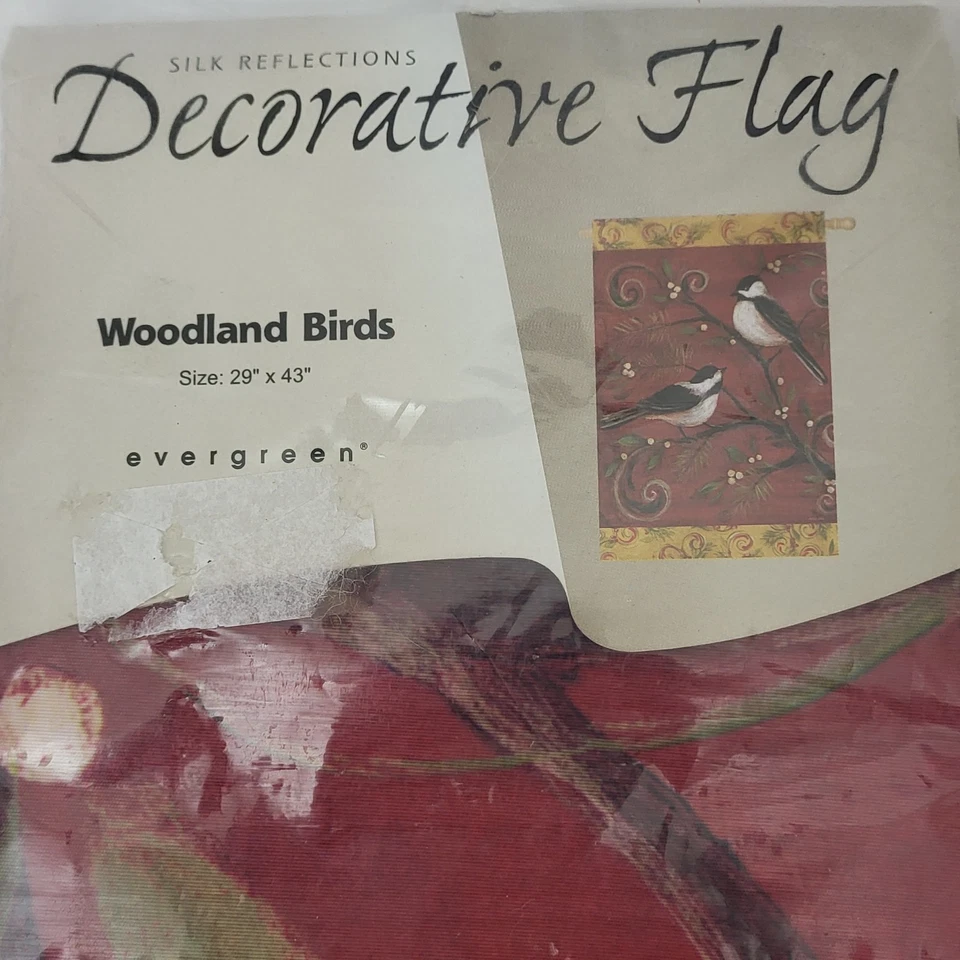 SILK REFLECTIONS
Decorative Flag
Woodland Birds
Size: 29" x 43"
evergreen®